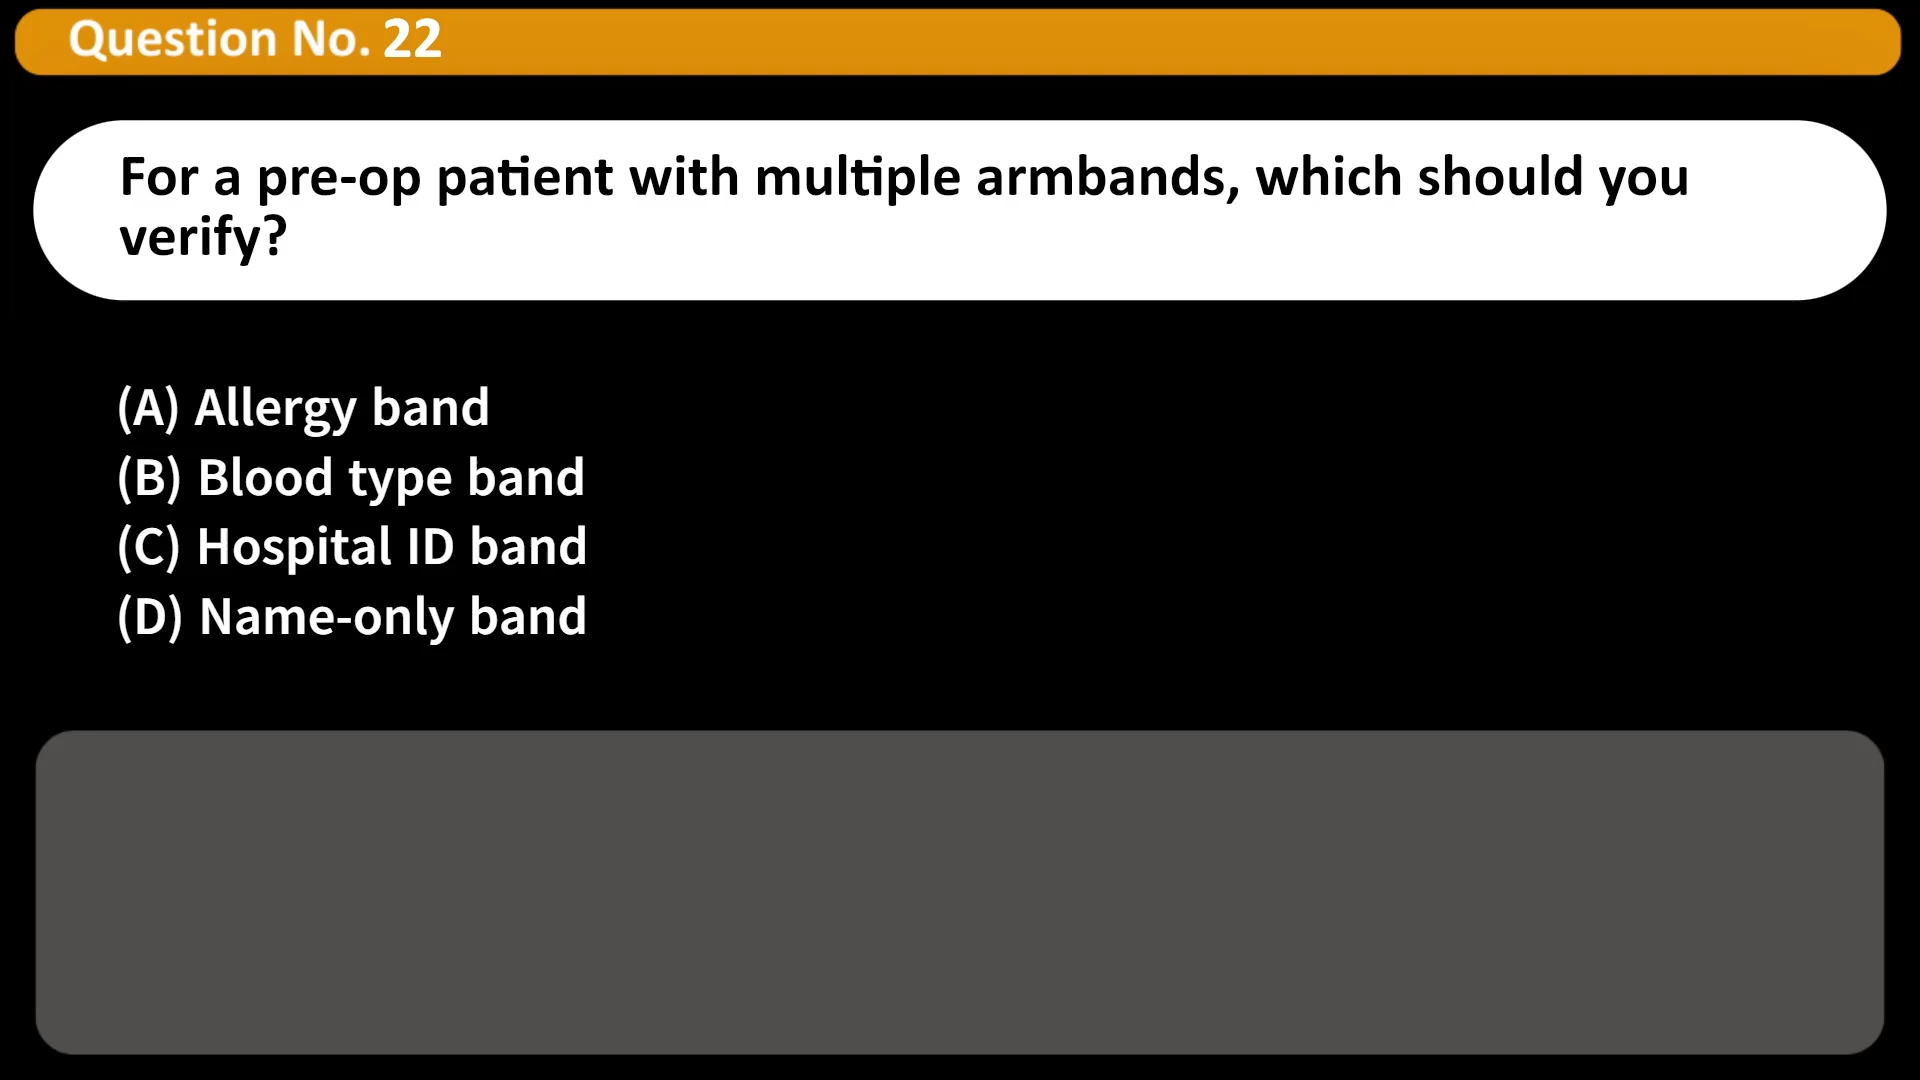 Question No. 22
For a pre-op patient with multiple armbands, which should you
verify?
(A) Allergy band
(B) Blood type band
(C) Hospital ID band
(D) Name-only band